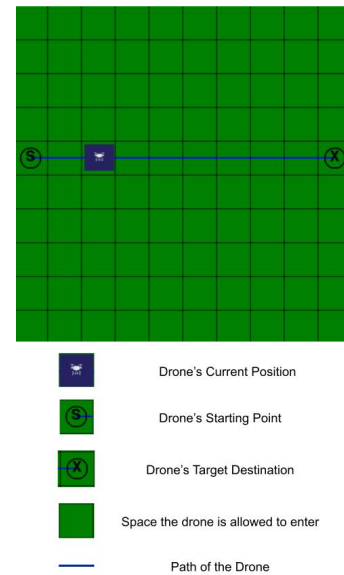 S
X
Drone's Current Position
S
Drone's Starting Point
X
Drone's Target Destination
Space the drone is allowed to enter
Path of the Drone